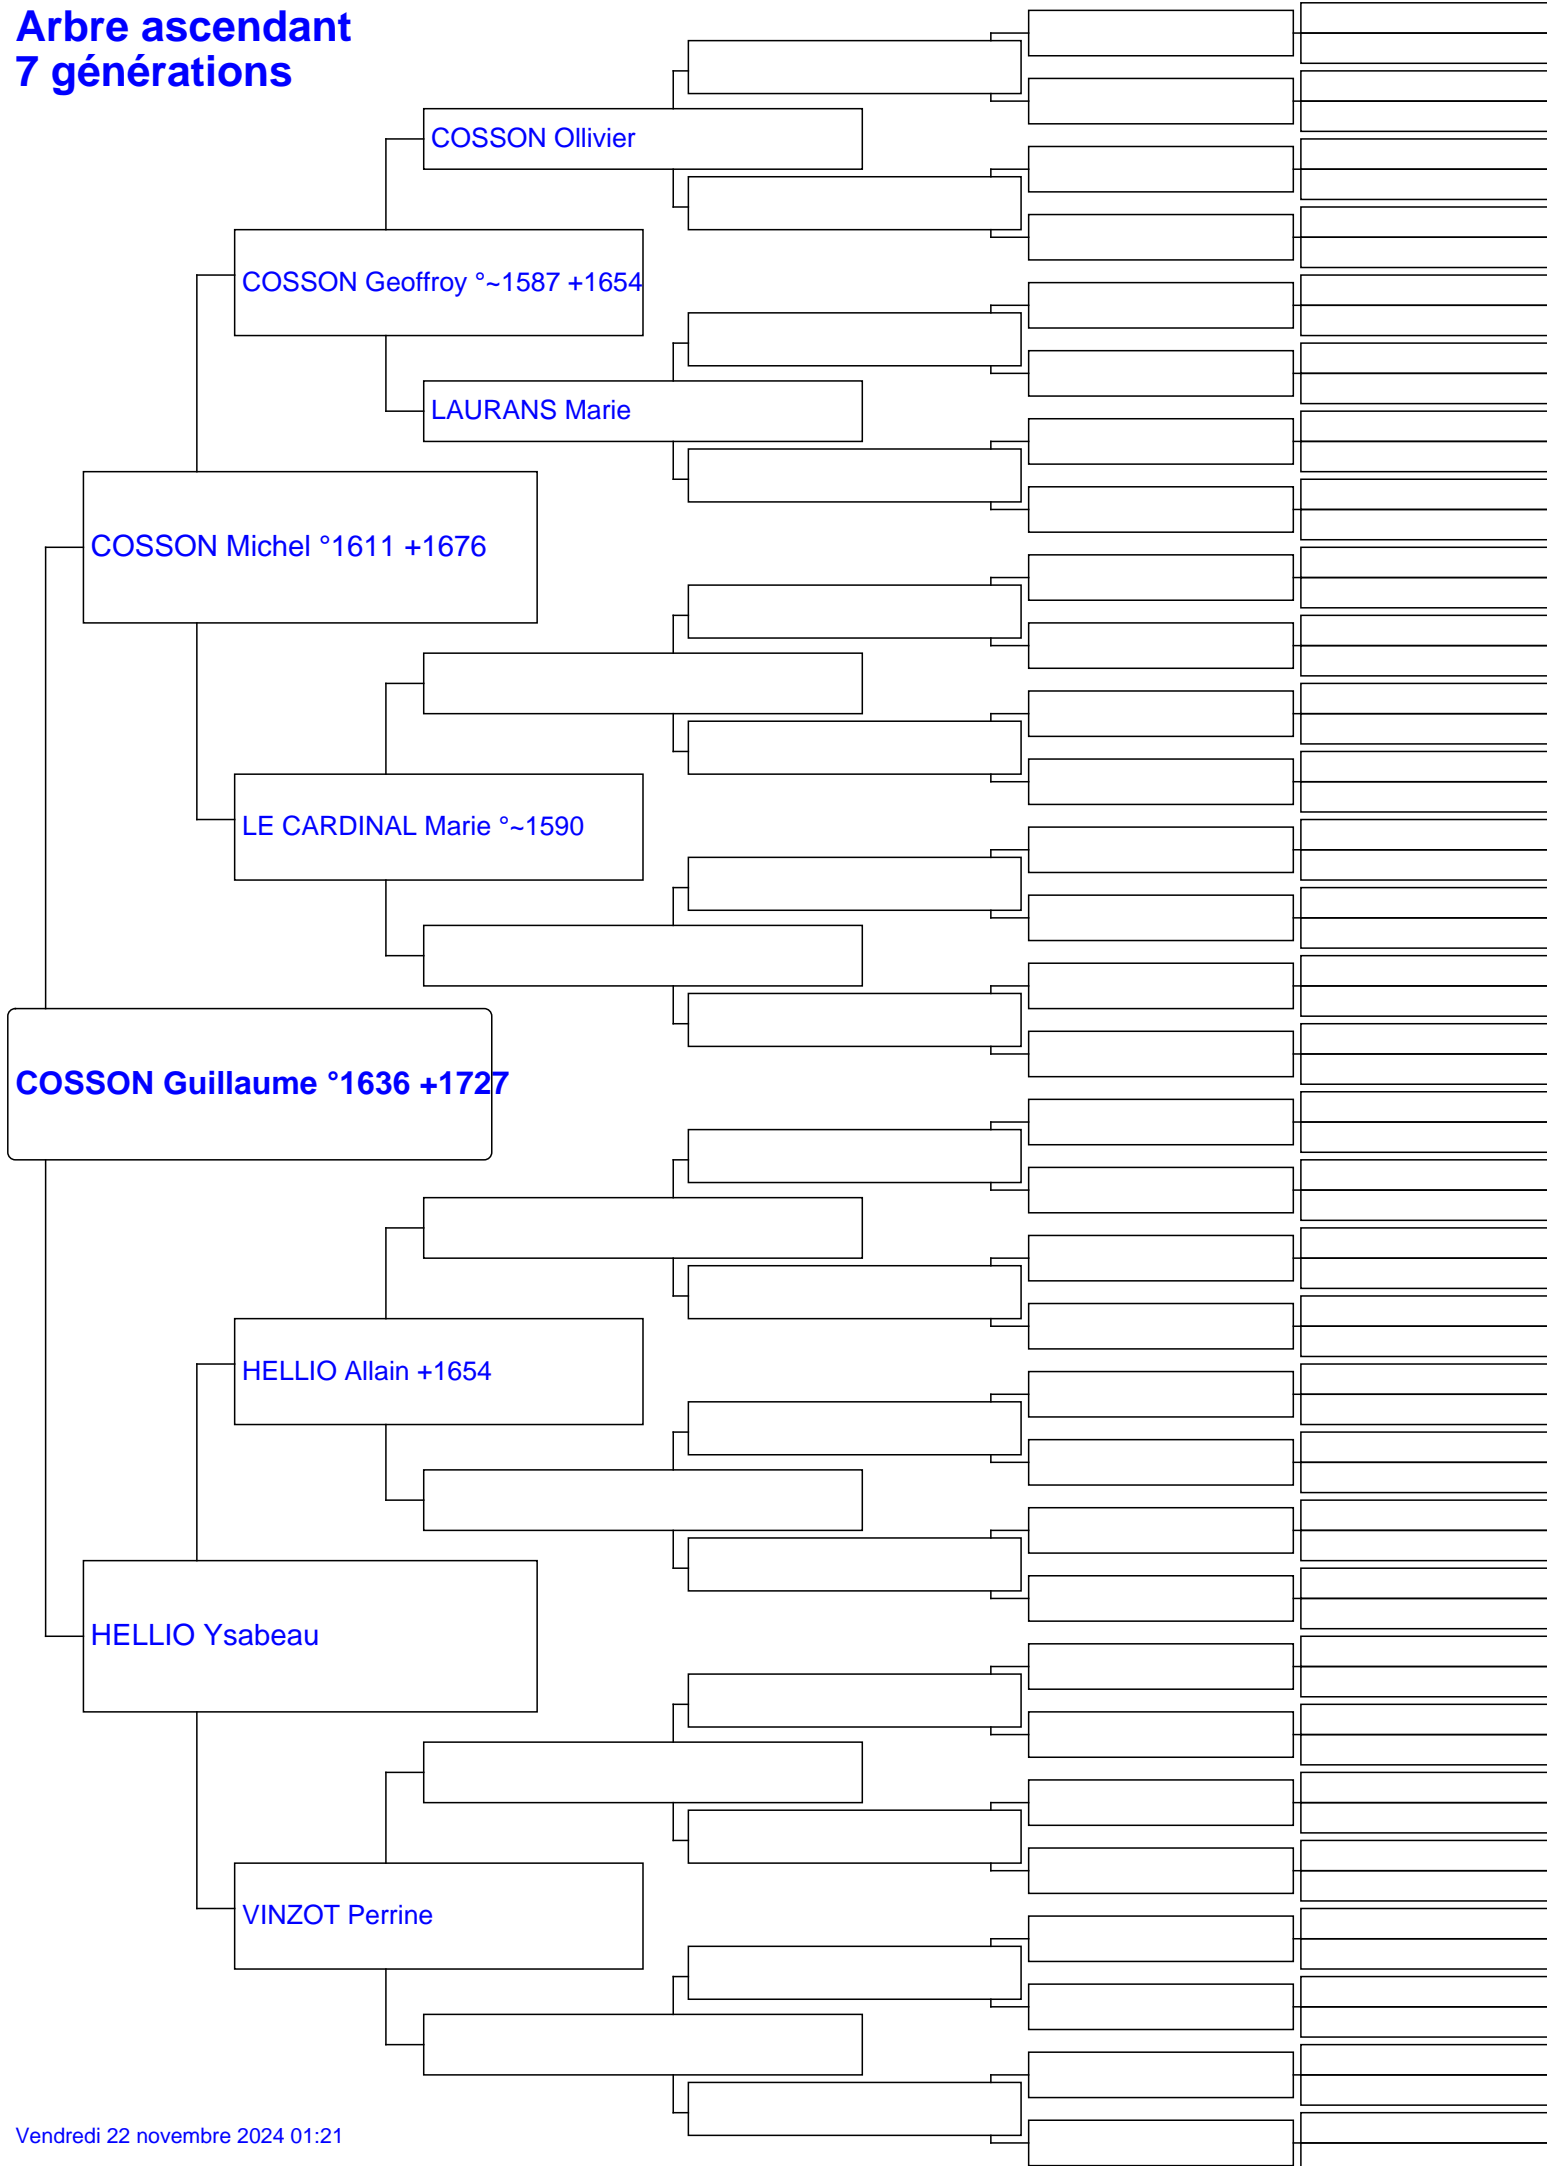 Arbre ascendant
7 générations
COSSON Ollivier
COSSON Geoffroy °~1587 +1654
LAURANS Marie
COSSON Michel °1611 +1676
LE CARDINAL Marie °~1590
COSSON Guillaume °1636 +1727
HELLIO Allain +1654
HELLIO Ysabeau
VINZOT Perrine
Vendredi 22 novembre 2024 01:21